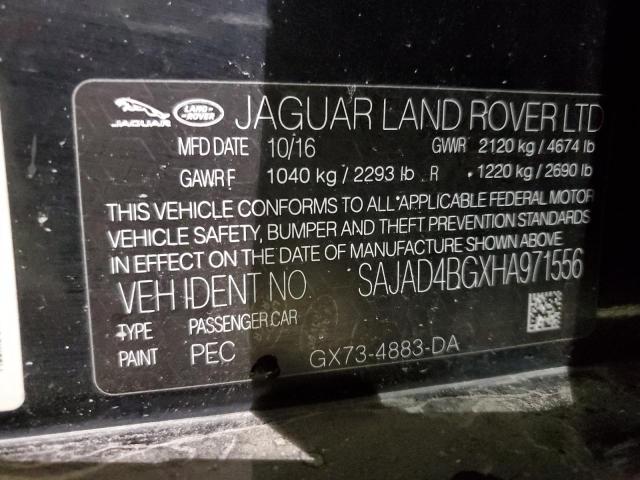 JAGUAR LAND-ROVER JAGUAR LAND ROVER LTD
MFD DATE 10/16 GWR 2120 kg / 4674 lb
GAWR F 1040 kg / 2293 lb R 1220 kg / 2690 lb
THIS VEHICLE CONFORMS TO ALL APPLICABLE FEDERAL MOTOR
VEHICLE SAFETY, BUMPER AND THEFT PREVENTION STANDARDS
IN EFFECT ON THE DATE OF MANUFACTURE SHOWN ABOVE
VEH IDENT NO. SAJAD4BGXHA971556
TYPE PASSENGER CAR
PAINT PEC GX73-4883-DA